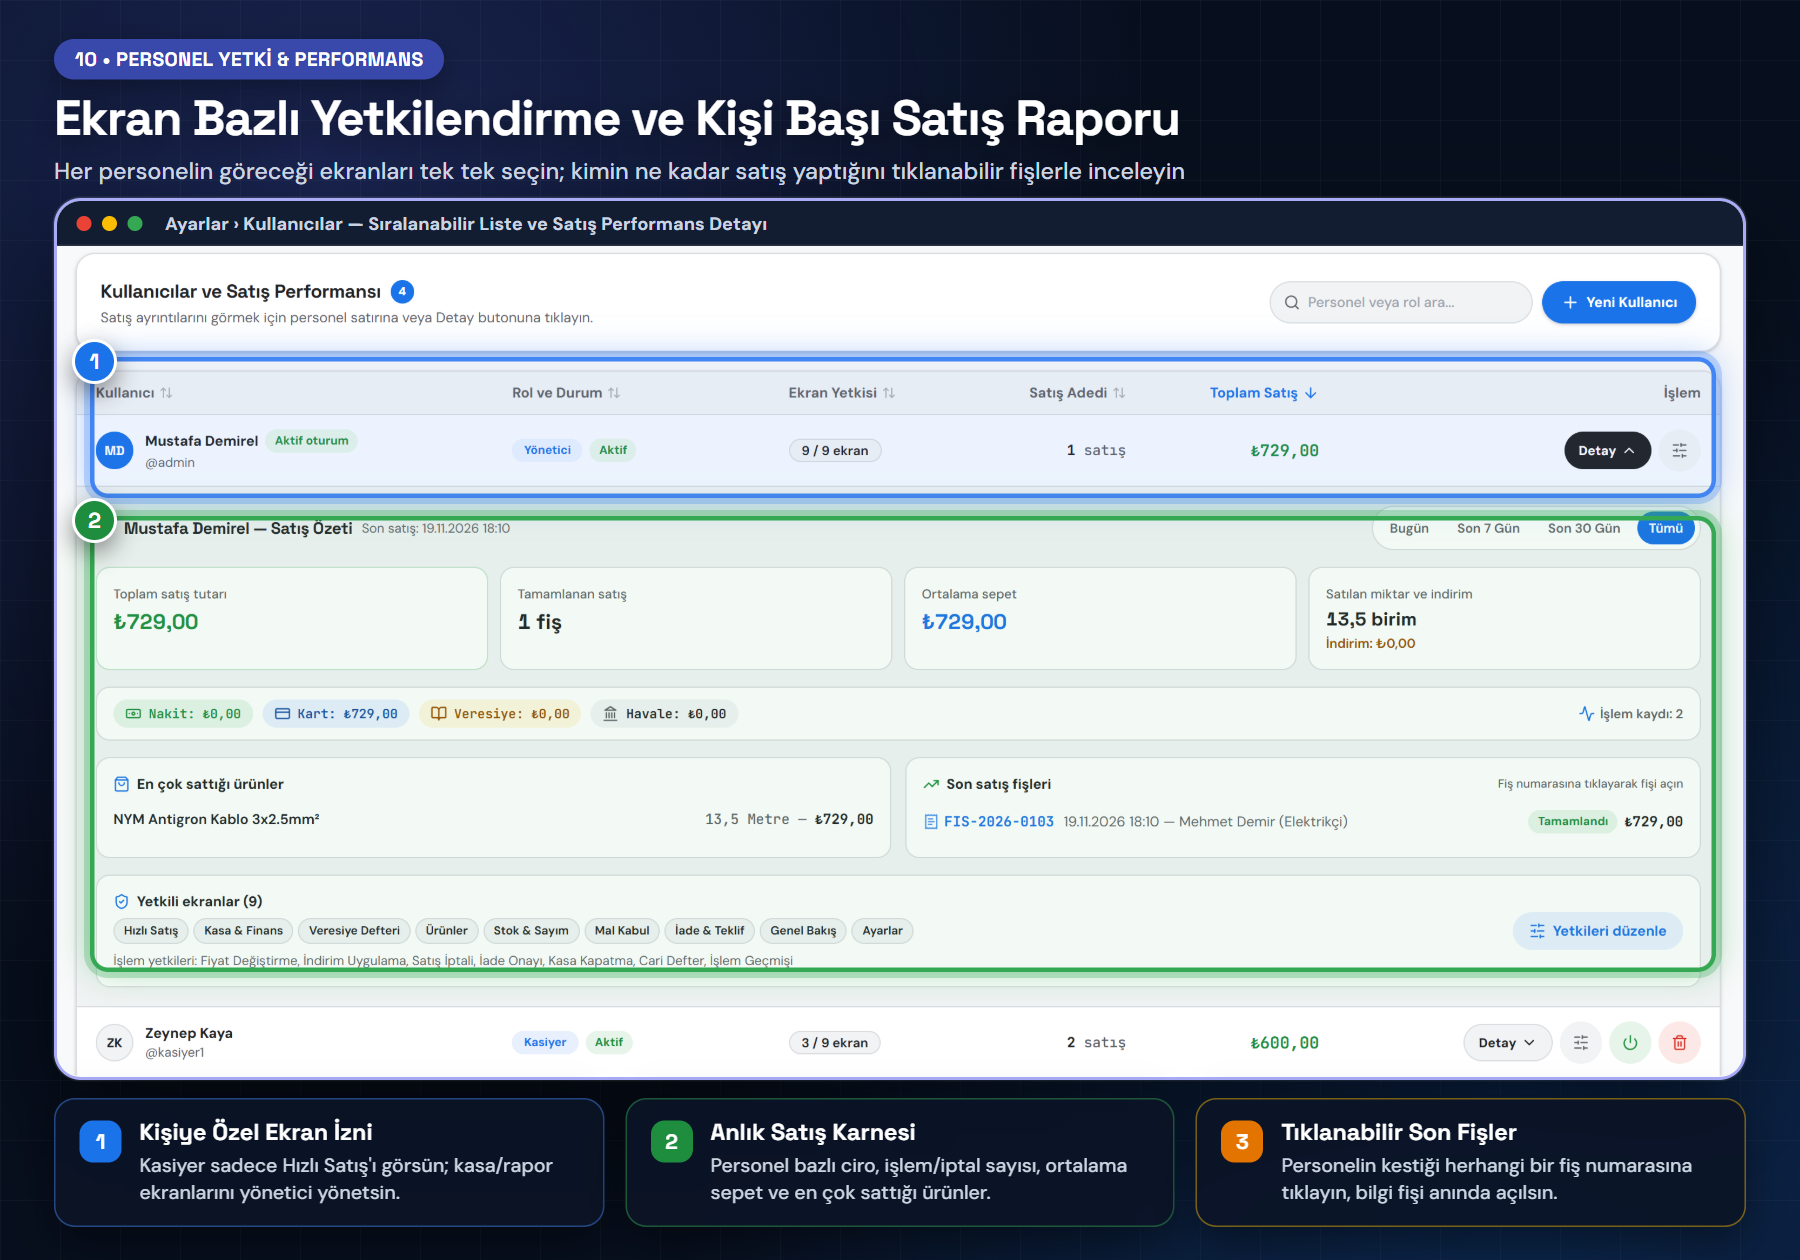 10 • PERSONEL YETKİ & PERFORMANS
Ekran Bazlı Yetkilendirme ve Kişi Başı Satış Raporu
Her personelin göreceği ekranları tek tek seçin; kimin ne kadar satış yaptığını tıklanabilir fişlerle inceleyin
Ayarlar › Kullanıcılar — Sıralanabilir Liste ve Satış Performans Detayı
Kullanıcılar ve Satış Performansı 4
Satış ayrıntılarını görmek için personel satırına veya Detay butonuna tıklayın.
Personel veya rol ara...
Yeni Kullanıcı
1
Kullanıcı Rol ve Durum Ekran Yetkisi Satış Adedi Toplam Satış İşlem
MD Mustafa Demirel Aktif oturum
@admin
Yönetici Aktif 9 / 9 ekran 1 satış ₺729,00 Detay
2
Mustafa Demirel — Satış Özeti Son satış: 19.11.2026 18:10
Bugün Son 7 Gün Son 30 Gün Tümü
Toplam satış tutarı
₺729,00
Tamamlanan satış
1 fiş
Ortalama sepet
₺729,00
Satılan miktar ve indirim
13,5 birim
İndirim: ₺0,00
Nakit: ₺0,00 Kart: ₺729,00 Veresiye: ₺0,00 Havale: ₺0,00 İşlem kaydı: 2
En çok sattığı ürünler
NYM Antigron Kablo 3x2.5mm² 13,5 Metre — ₺729,00
Son satış fişleri Fiş numarasına tıklayarak fişi açın
FIS-2026-0103 19.11.2026 18:10 — Mehmet Demir (Elektrikçi) Tamamlandı ₺729,00
Yetkili ekranlar (9)
Hızlı Satış Kasa & Finans Veresiye Defteri Ürünler Stok & Sayım Mal Kabul İade & Teklif Genel Bakış Ayarlar
Yetkileri düzenle
İşlem yetkileri: Fiyat Değiştirme, İndirim Uygulama, Satış İptali, İade Onayı, Kasa Kapatma, Cari Defter, İşlem Geçmişi
ZK Zeynep Kaya
@kasiyer1
Kasiyer Aktif 3 / 9 ekran 2 satış ₺600,00 Detay
1 Kişiye Özel Ekran İzni
Kasiyer sadece Hızlı Satış'ı görsün; kasa/rapor
ekranlarını yönetici yönetsin.
2 Anlık Satış Karnesi
Personel bazlı ciro, işlem/iptal sayısı, ortalama
sepet ve en çok sattığı ürünler.
3 Tıklanabilir Son Fişler
Personelin kestiği herhangi bir fiş numarasına
tıklayın, bilgi fişi anında açılsın.